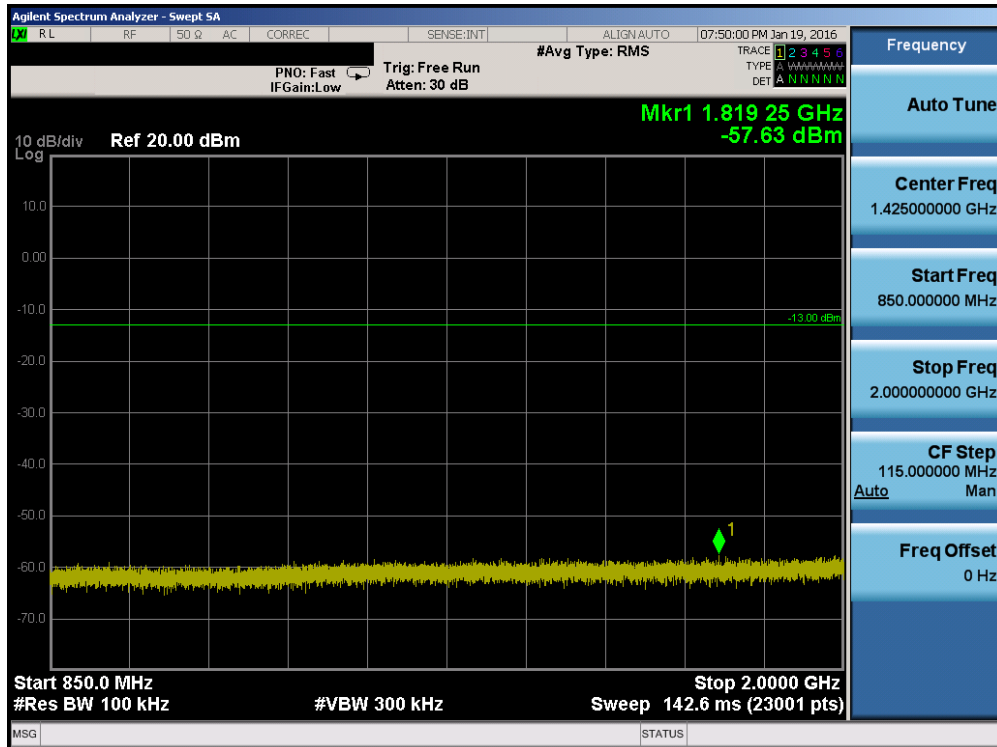 Agilent Spectrum Analyzer - Swept SA
LXI RL RF 50 Ω AC CORREC SENSE:INT ALIGN AUTO 07:50:00 PM Jan 19, 2016
#Avg Type: RMS
TRACE 1 2 3 4 5 6
PNO: Fast Trig: Free Run
TYPE A WWWWW
IFGain:Low Atten: 30 dB
DET A N N N N N
Mkr1 1.819 25 GHz
-57.63 dBm
10 dB/div Ref 20.00 dBm
Log
10.0
0.00
-10.0
-13.00 dBm
-20.0
-30.0
-40.0
-50.0
1
-60.0
-70.0
Start 850.0 MHz Stop 2.0000 GHz
#Res BW 100 kHz #VBW 300 kHz Sweep 142.6 ms (23001 pts)
MSG STATUS
Frequency
Auto Tune
Center Freq
1.425000000 GHz
Start Freq
850.000000 MHz
Stop Freq
2.000000000 GHz
CF Step
115.000000 MHz
Auto Man
Freq Offset
0 Hz